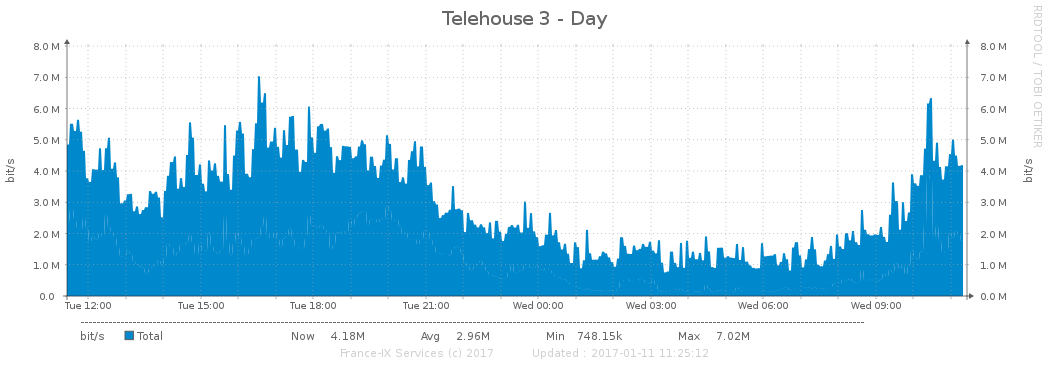 Telehouse 3 - Day
RRDTOOL / TOBI OETIKER
bit/s
8.0 M 8.0 M
7.0 M 7.0 M
6.0 M 6.0 M
5.0 M 5.0 M
4.0 M 4.0 M
3.0 M 3.0 M
2.0 M 2.0 M
1.0 M 1.0 M
0.0 0.0 M
bit/s
Tue 12:00 Tue 15:00 Tue 18:00 Tue 21:00 Wed 00:00 Wed 03:00 Wed 06:00 Wed 09:00
bit/s Total Now 4.18M Avg 2.96M Min 748.15k Max 7.02M
France-IX Services (c) 2017 Updated : 2017-01-11 11:25:12